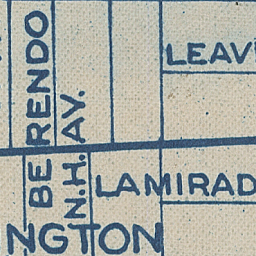 BERENDO
N.H. AV.
LEAV
LAMIRAD
NGTON